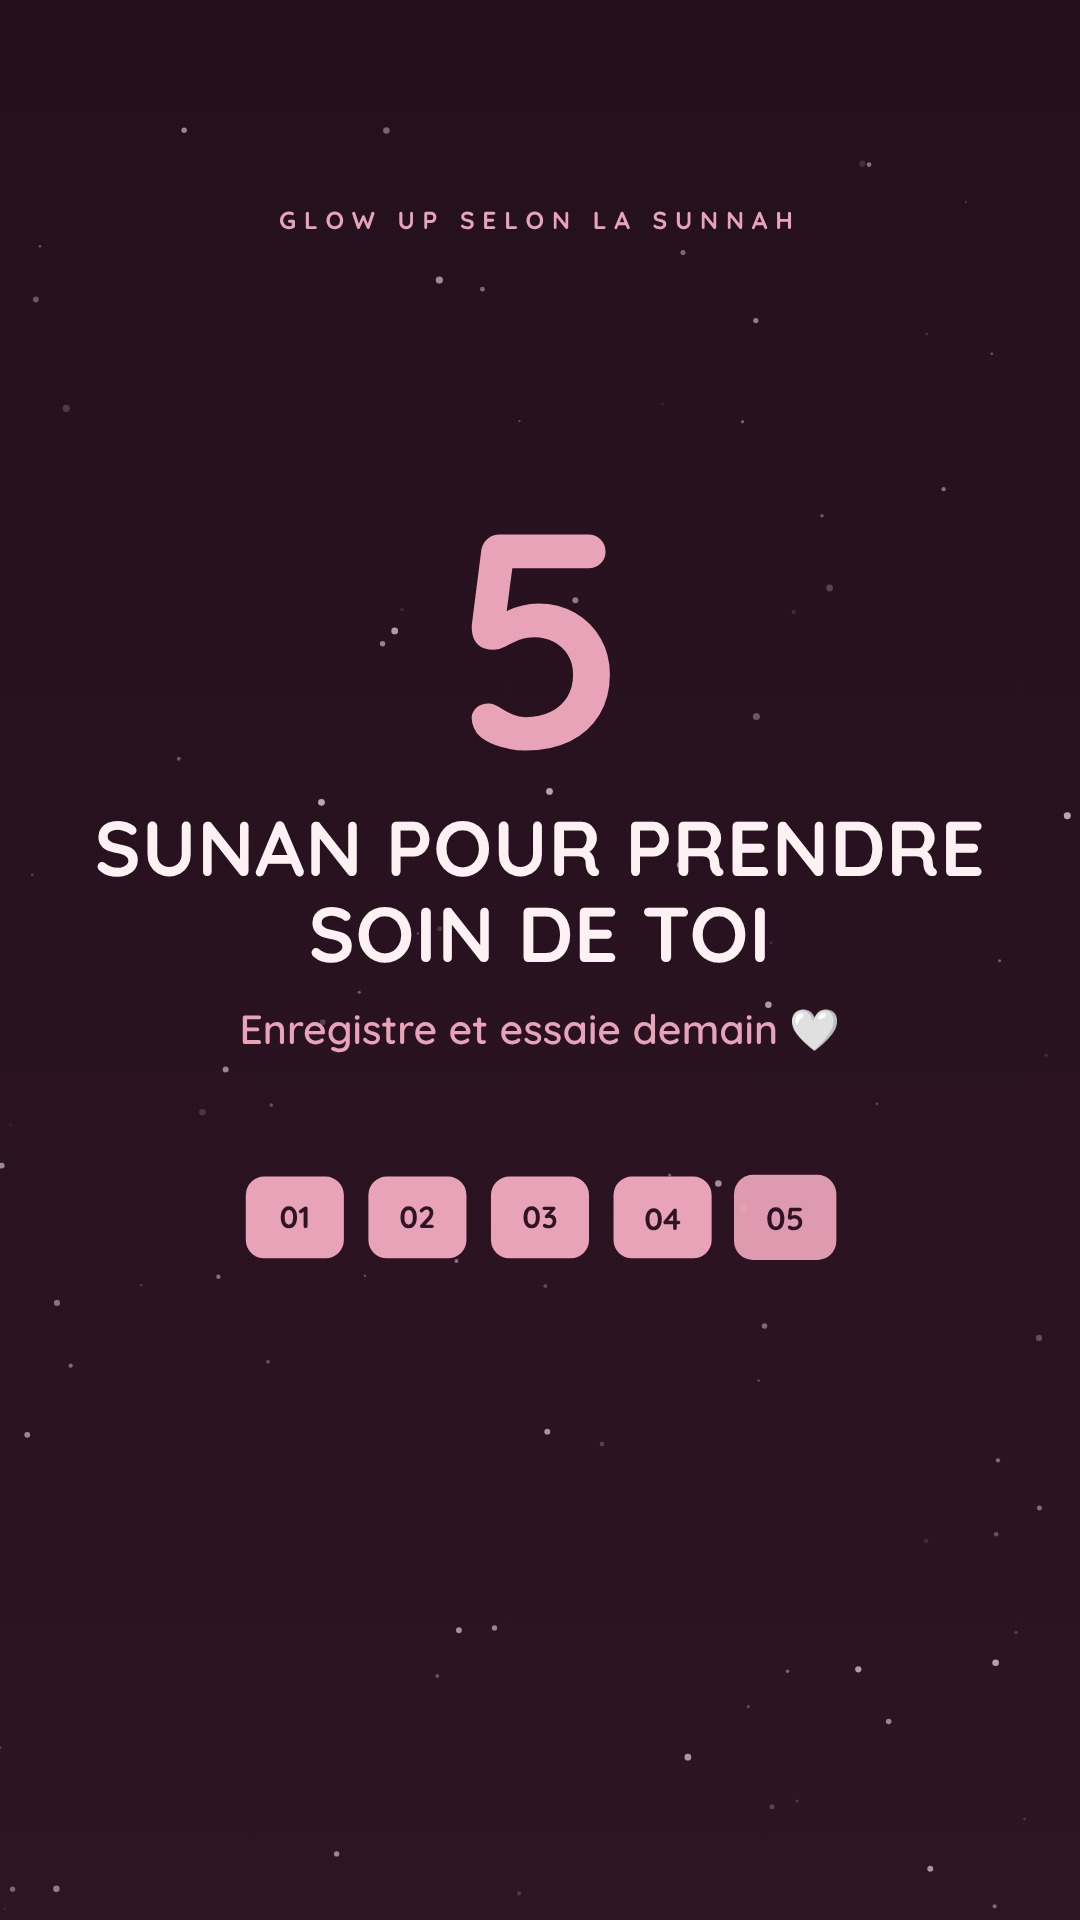 GLOW UP SELON LA SUNNAH
5
SUNAN POUR PRENDRE
SOIN DE TOI
Enregistre et essaie demain 🤍
01 02 03 04 05